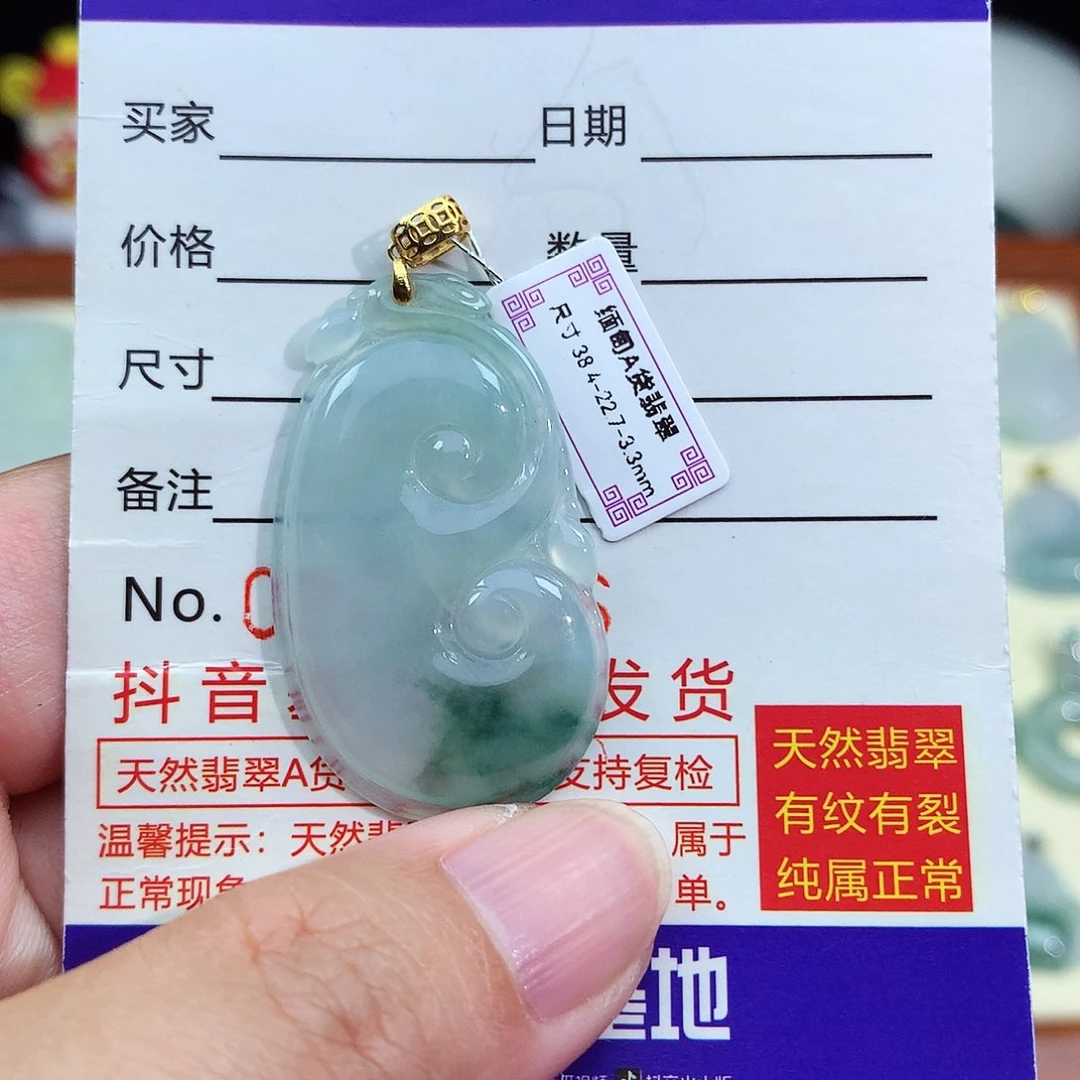 买家 日期
价格 数量
尺寸
备注
缅甸A货翡翠
尺寸38.4-22.7-3.3mm
No.
抖音 发货
天然翡翠A货 支持复检
温馨提示：天然翡 属于
正常现象 单。
天然翡翠
有纹有裂
纯属正常
基地